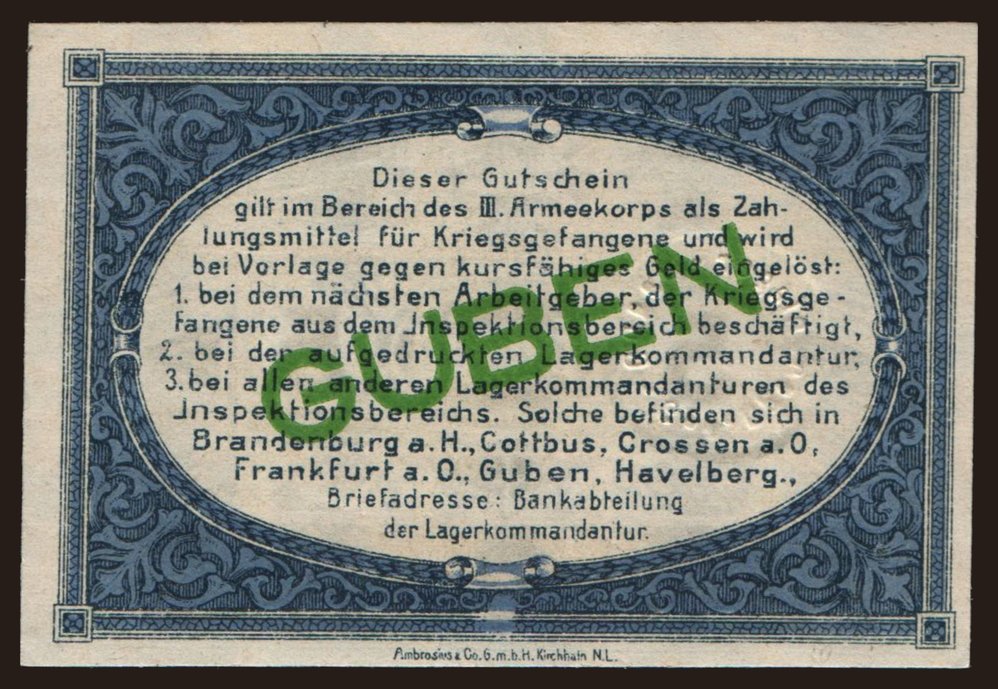 Dieser Gutschein
gilt im Bereich des III. Armeekorps als Zah-
lungsmittel für Kriegsgefangene und wird
bei Vorlage gegen kursfähiges Geld eingelöst:
1. bei dem nächsten Arbeitgeber, der Kriegsge-
fangene aus dem Jnspektionsbereich beschäftigt,
2. bei der aufgedruckten Lagerkommandantur,
3. bei allen anderen Lagerkommandanturen des
Jnspektionsbereichs. Solche befinden sich in
Brandenburg a. H., Cottbus, Crossen a. O,
Frankfurt a. O., Guben, Havelberg.,
Briefadresse: Bankabteilung
der Lagerkommandantur.
GUBEN
Ambrosius & Co. G.m.b.H. Kirchhain N.L.